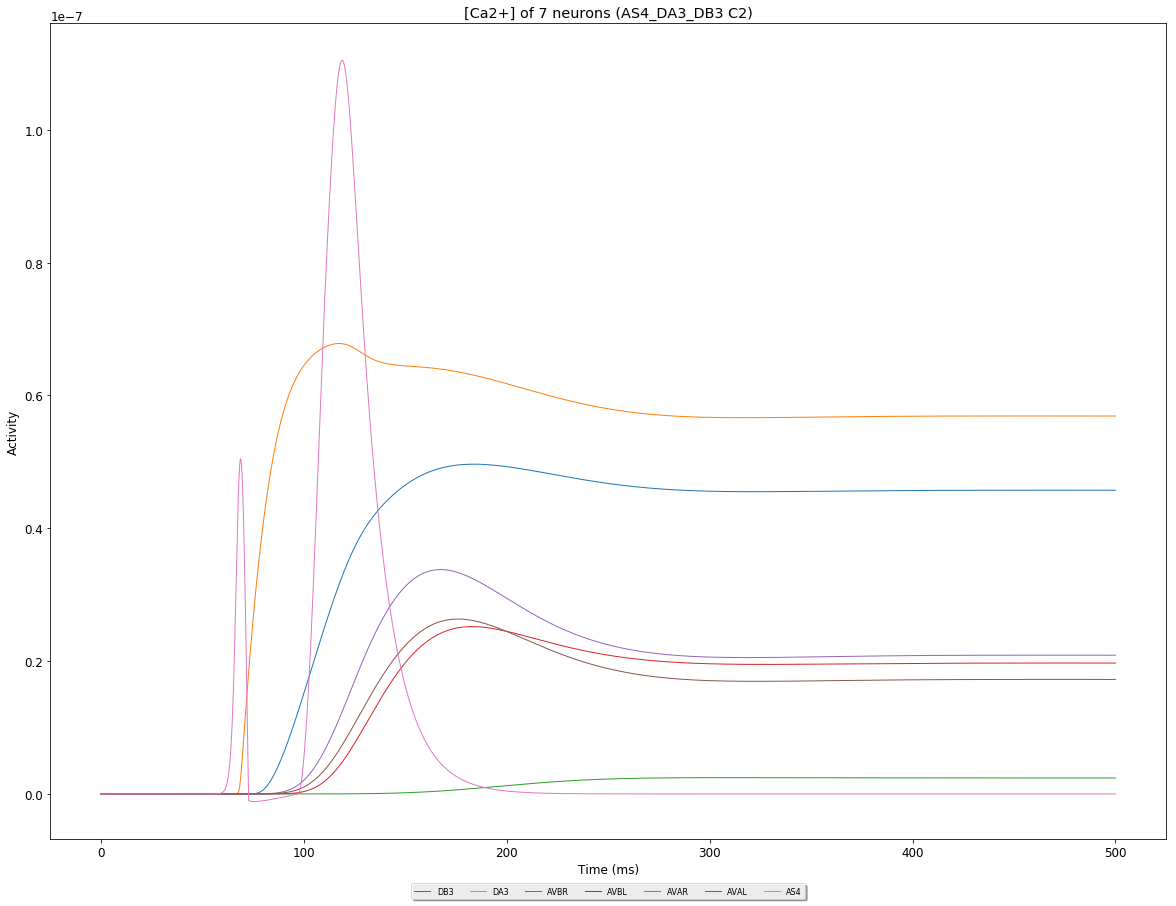 [Ca2+] of 7 neurons (AS4_DA3_DB3 C2)
1e−7
1.0
0.8
0.6
0.4
0.2
0.0
Activity
0 100 200 300 400 500
Time (ms)
DB3 DA3 AVBR AVBL AVAR AVAL AS4